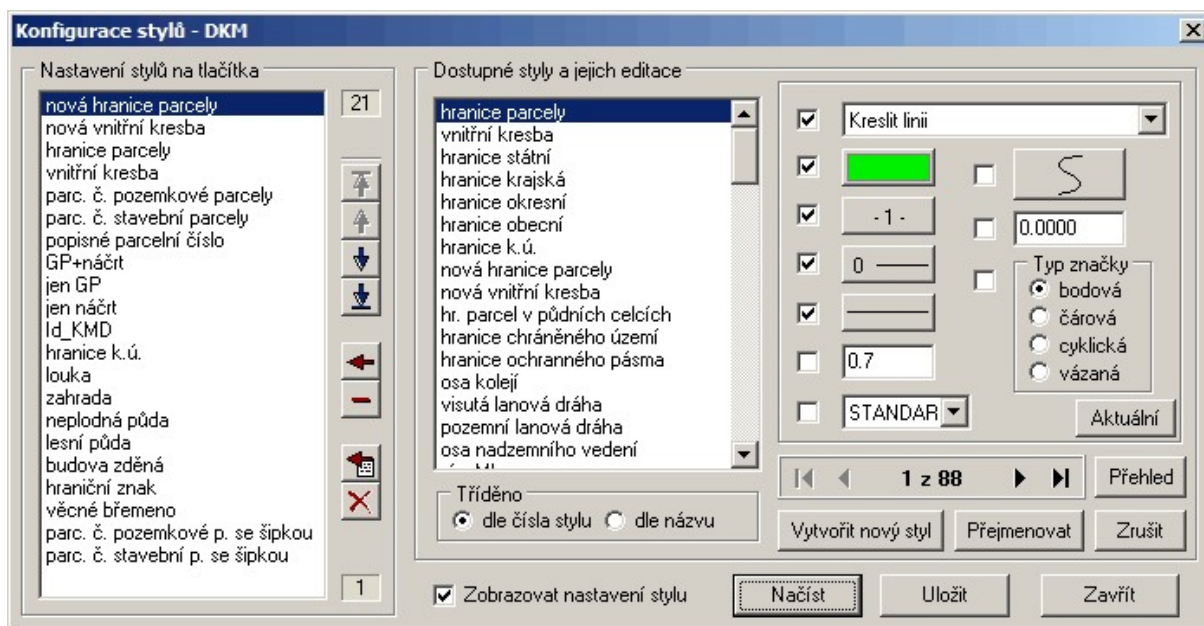 Konfigurace stylů - DKM
Nastavení stylů na tlačítka
nová hranice parcely
nová vnitřní kresba
hranice parcely
vnitřní kresba
parc. č. pozemkové parcely
parc. č. stavební parcely
popisné parcelní číslo
GP+náčrt
jen GP
jen náčrt
Id_KMD
hranice k.ú.
louka
zahrada
neplodná půda
lesní půda
budova zděná
hraniční znak
věcné břemeno
parc. č. pozemkové p. se šipkou
parc. č. stavební p. se šipkou
21
1
Dostupné styly a jejich editace
hranice parcely
vnitřní kresba
hranice státní
hranice krajská
hranice okresní
hranice obecní
hranice k.ú.
nová hranice parcely
nová vnitřní kresba
hr. parcel v půdních celcích
hranice chráněného území
hranice ochranného pásma
osa kolejí
visutá lanová dráha
pozemní lanová dráha
osa nadzemního vedení
Tříděno
dle čísla stylu
dle názvu
Kreslit linii
- 1 -
0
0.7
STANDAR
0.0000
Typ značky
bodová
čárová
cyklická
vázaná
Aktuální
1 z 88
Přehled
Vytvořit nový styl
Přejmenovat
Zrušit
Zobrazovat nastavení stylu
Načíst
Uložit
Zavřít